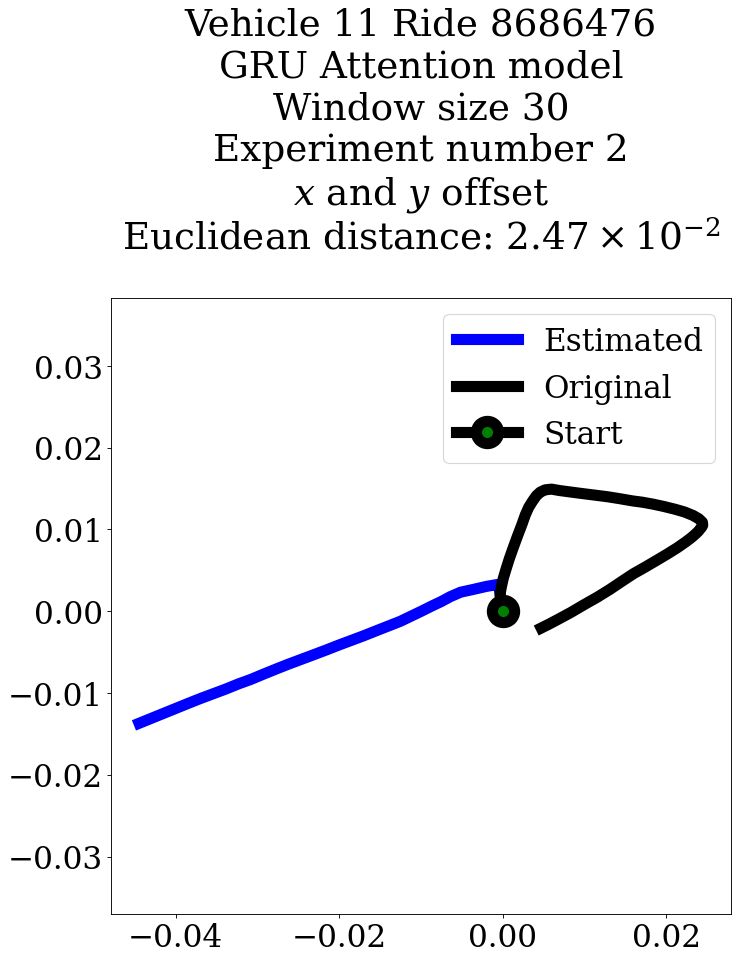 Vehicle 11 Ride 8686476
GRU Attention model
Window size 30
Experiment number 2
x and y offset
Euclidean distance: 2.47 × 10⁻²
Estimated
Original
Start
0.03
0.02
0.01
0.00
−0.01
−0.02
−0.03
−0.04 −0.02 0.00 0.02